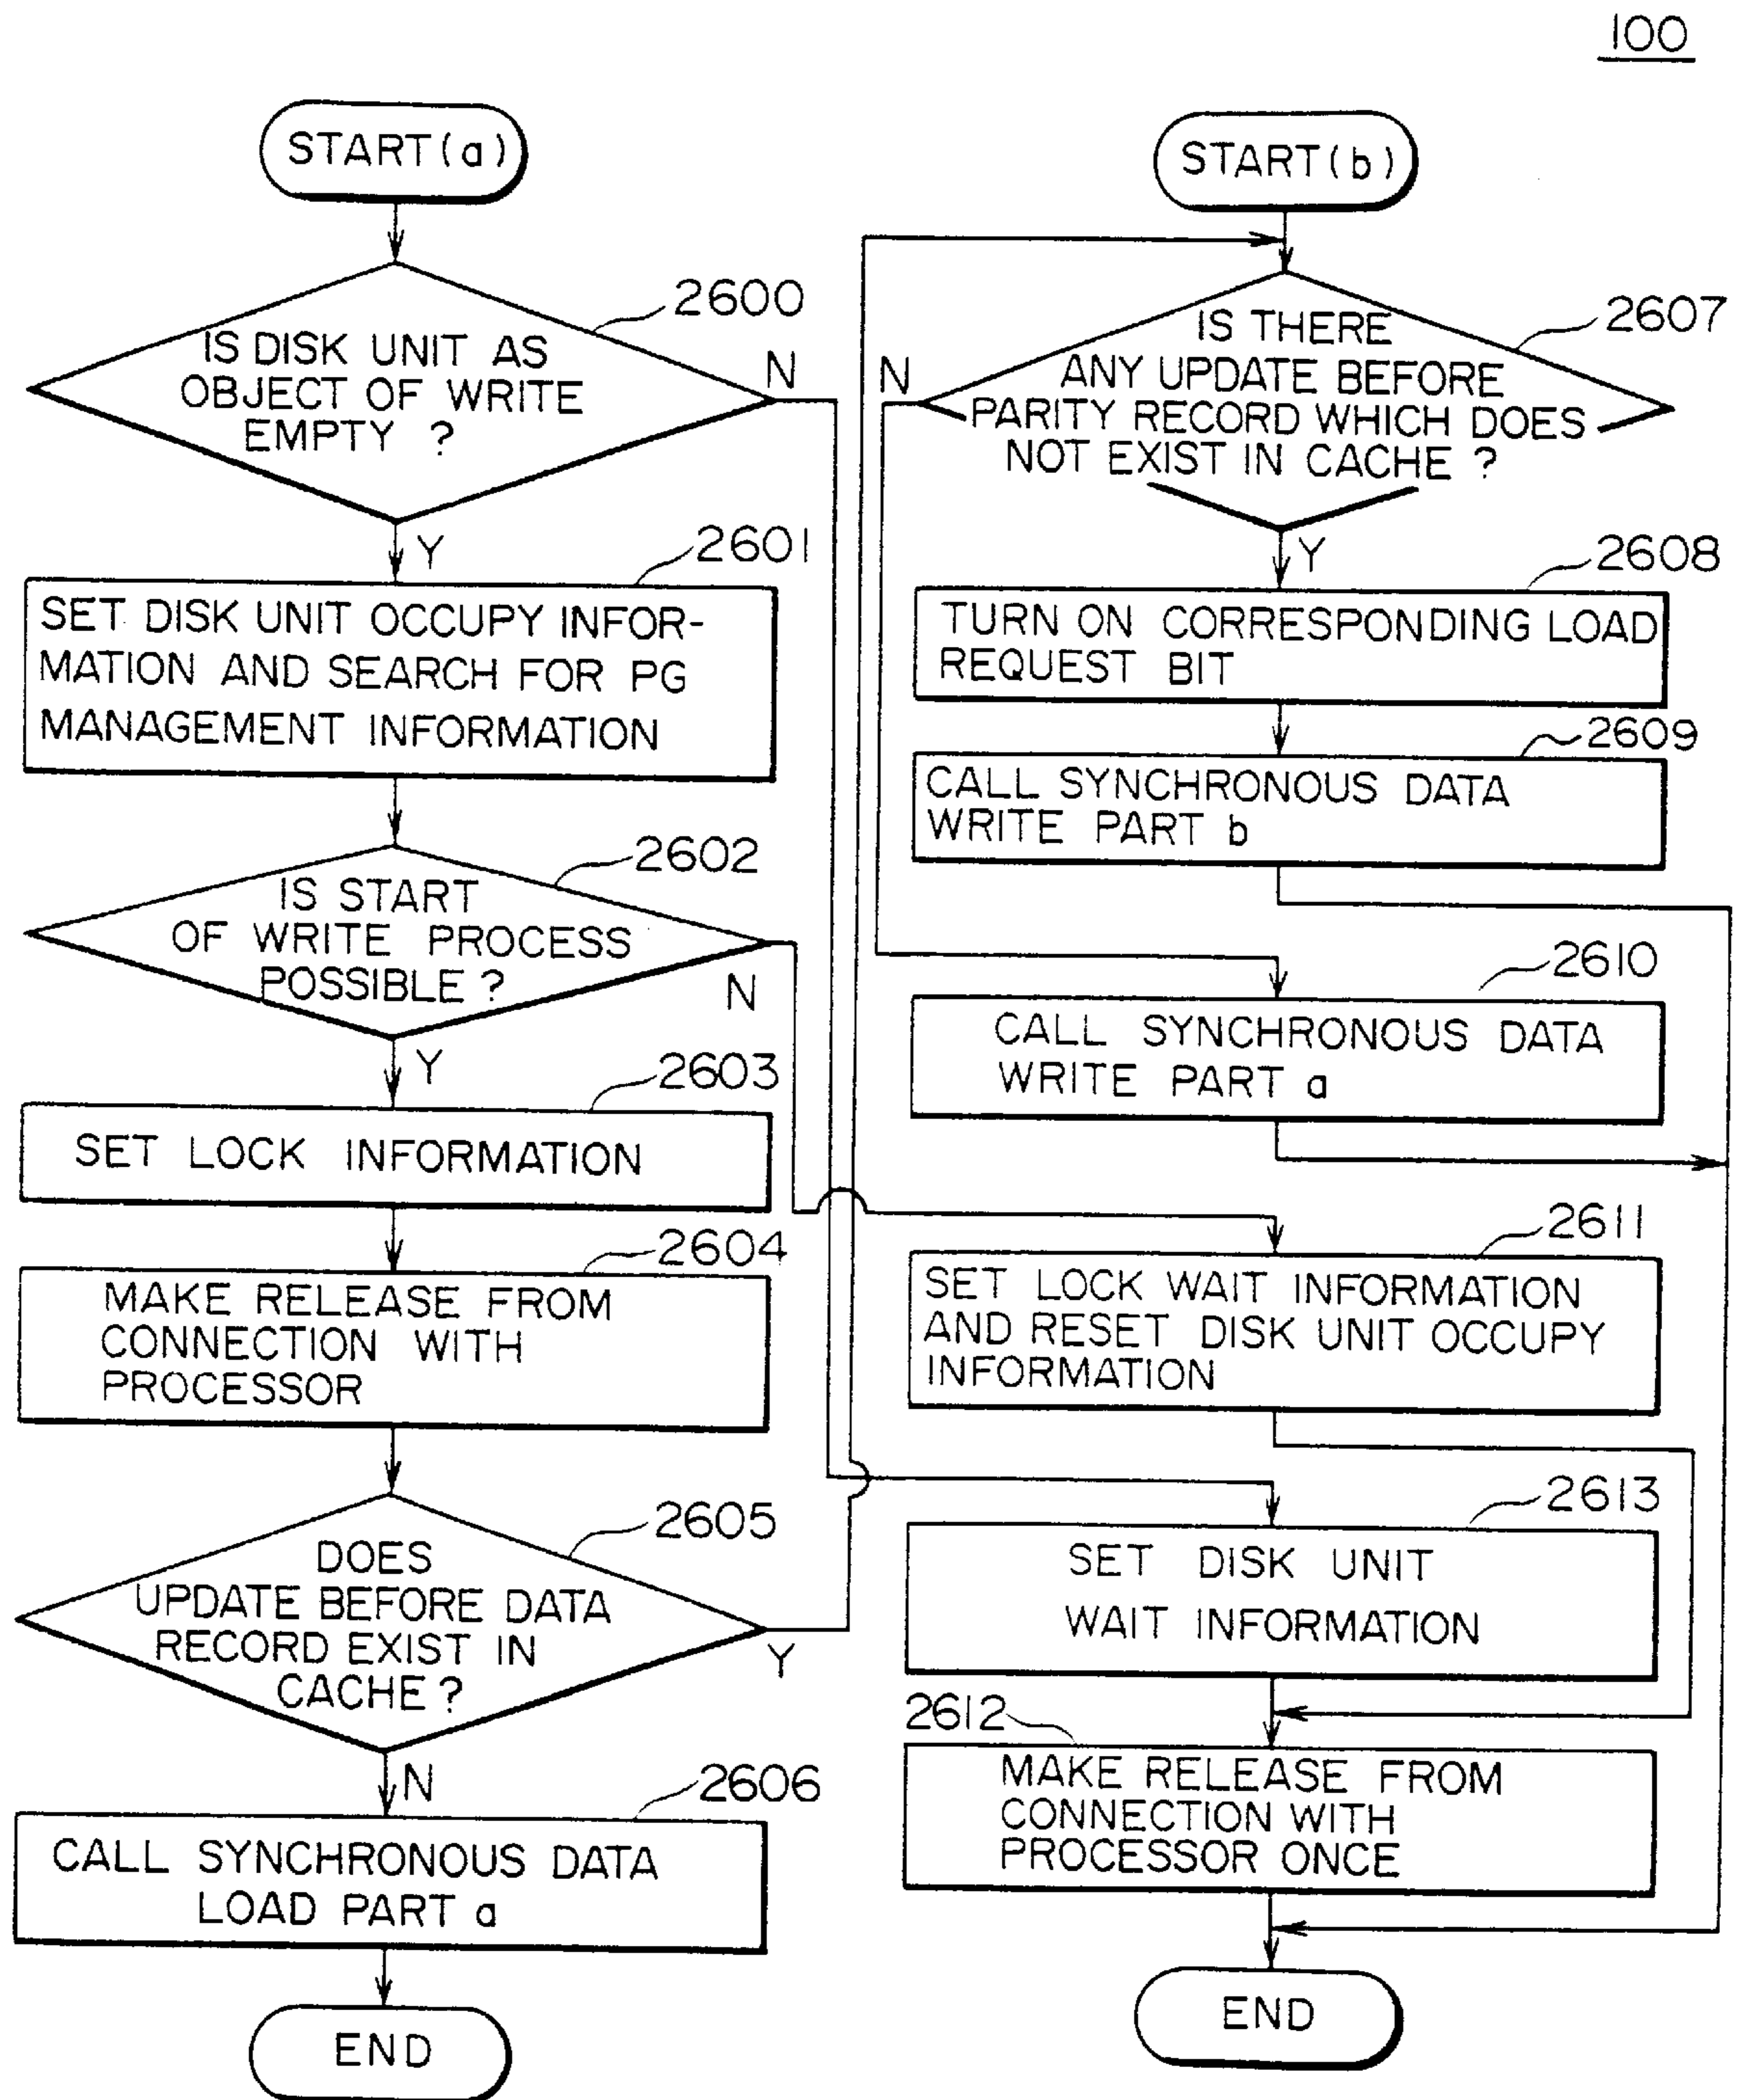 100
START(a)
2600
IS DISK UNIT AS
OBJECT OF WRITE
EMPTY ?
N
Y
2601
SET DISK UNIT OCCUPY INFOR-
MATION AND SEARCH FOR PG
MANAGEMENT INFORMATION
2602
IS START
OF WRITE PROCESS
POSSIBLE ?
N
Y
2603
SET LOCK INFORMATION
2604
MAKE RELEASE FROM
CONNECTION WITH
PROCESSOR
2605
DOES
UPDATE BEFORE DATA
RECORD EXIST IN
CACHE ?
Y
N
2606
CALL SYNCHRONOUS DATA
LOAD PART a
END
START(b)
2607
IS THERE
ANY UPDATE BEFORE
PARITY RECORD WHICH DOES
NOT EXIST IN CACHE ?
N
Y
2608
TURN ON CORRESPONDING LOAD
REQUEST BIT
2609
CALL SYNCHRONOUS DATA
WRITE PART b
2610
CALL SYNCHRONOUS DATA
WRITE PART a
2611
SET LOCK WAIT INFORMATION
AND RESET DISK UNIT OCCUPY
INFORMATION
2613
SET DISK UNIT
WAIT INFORMATION
2612
MAKE RELEASE FROM
CONNECTION WITH
PROCESSOR ONCE
END